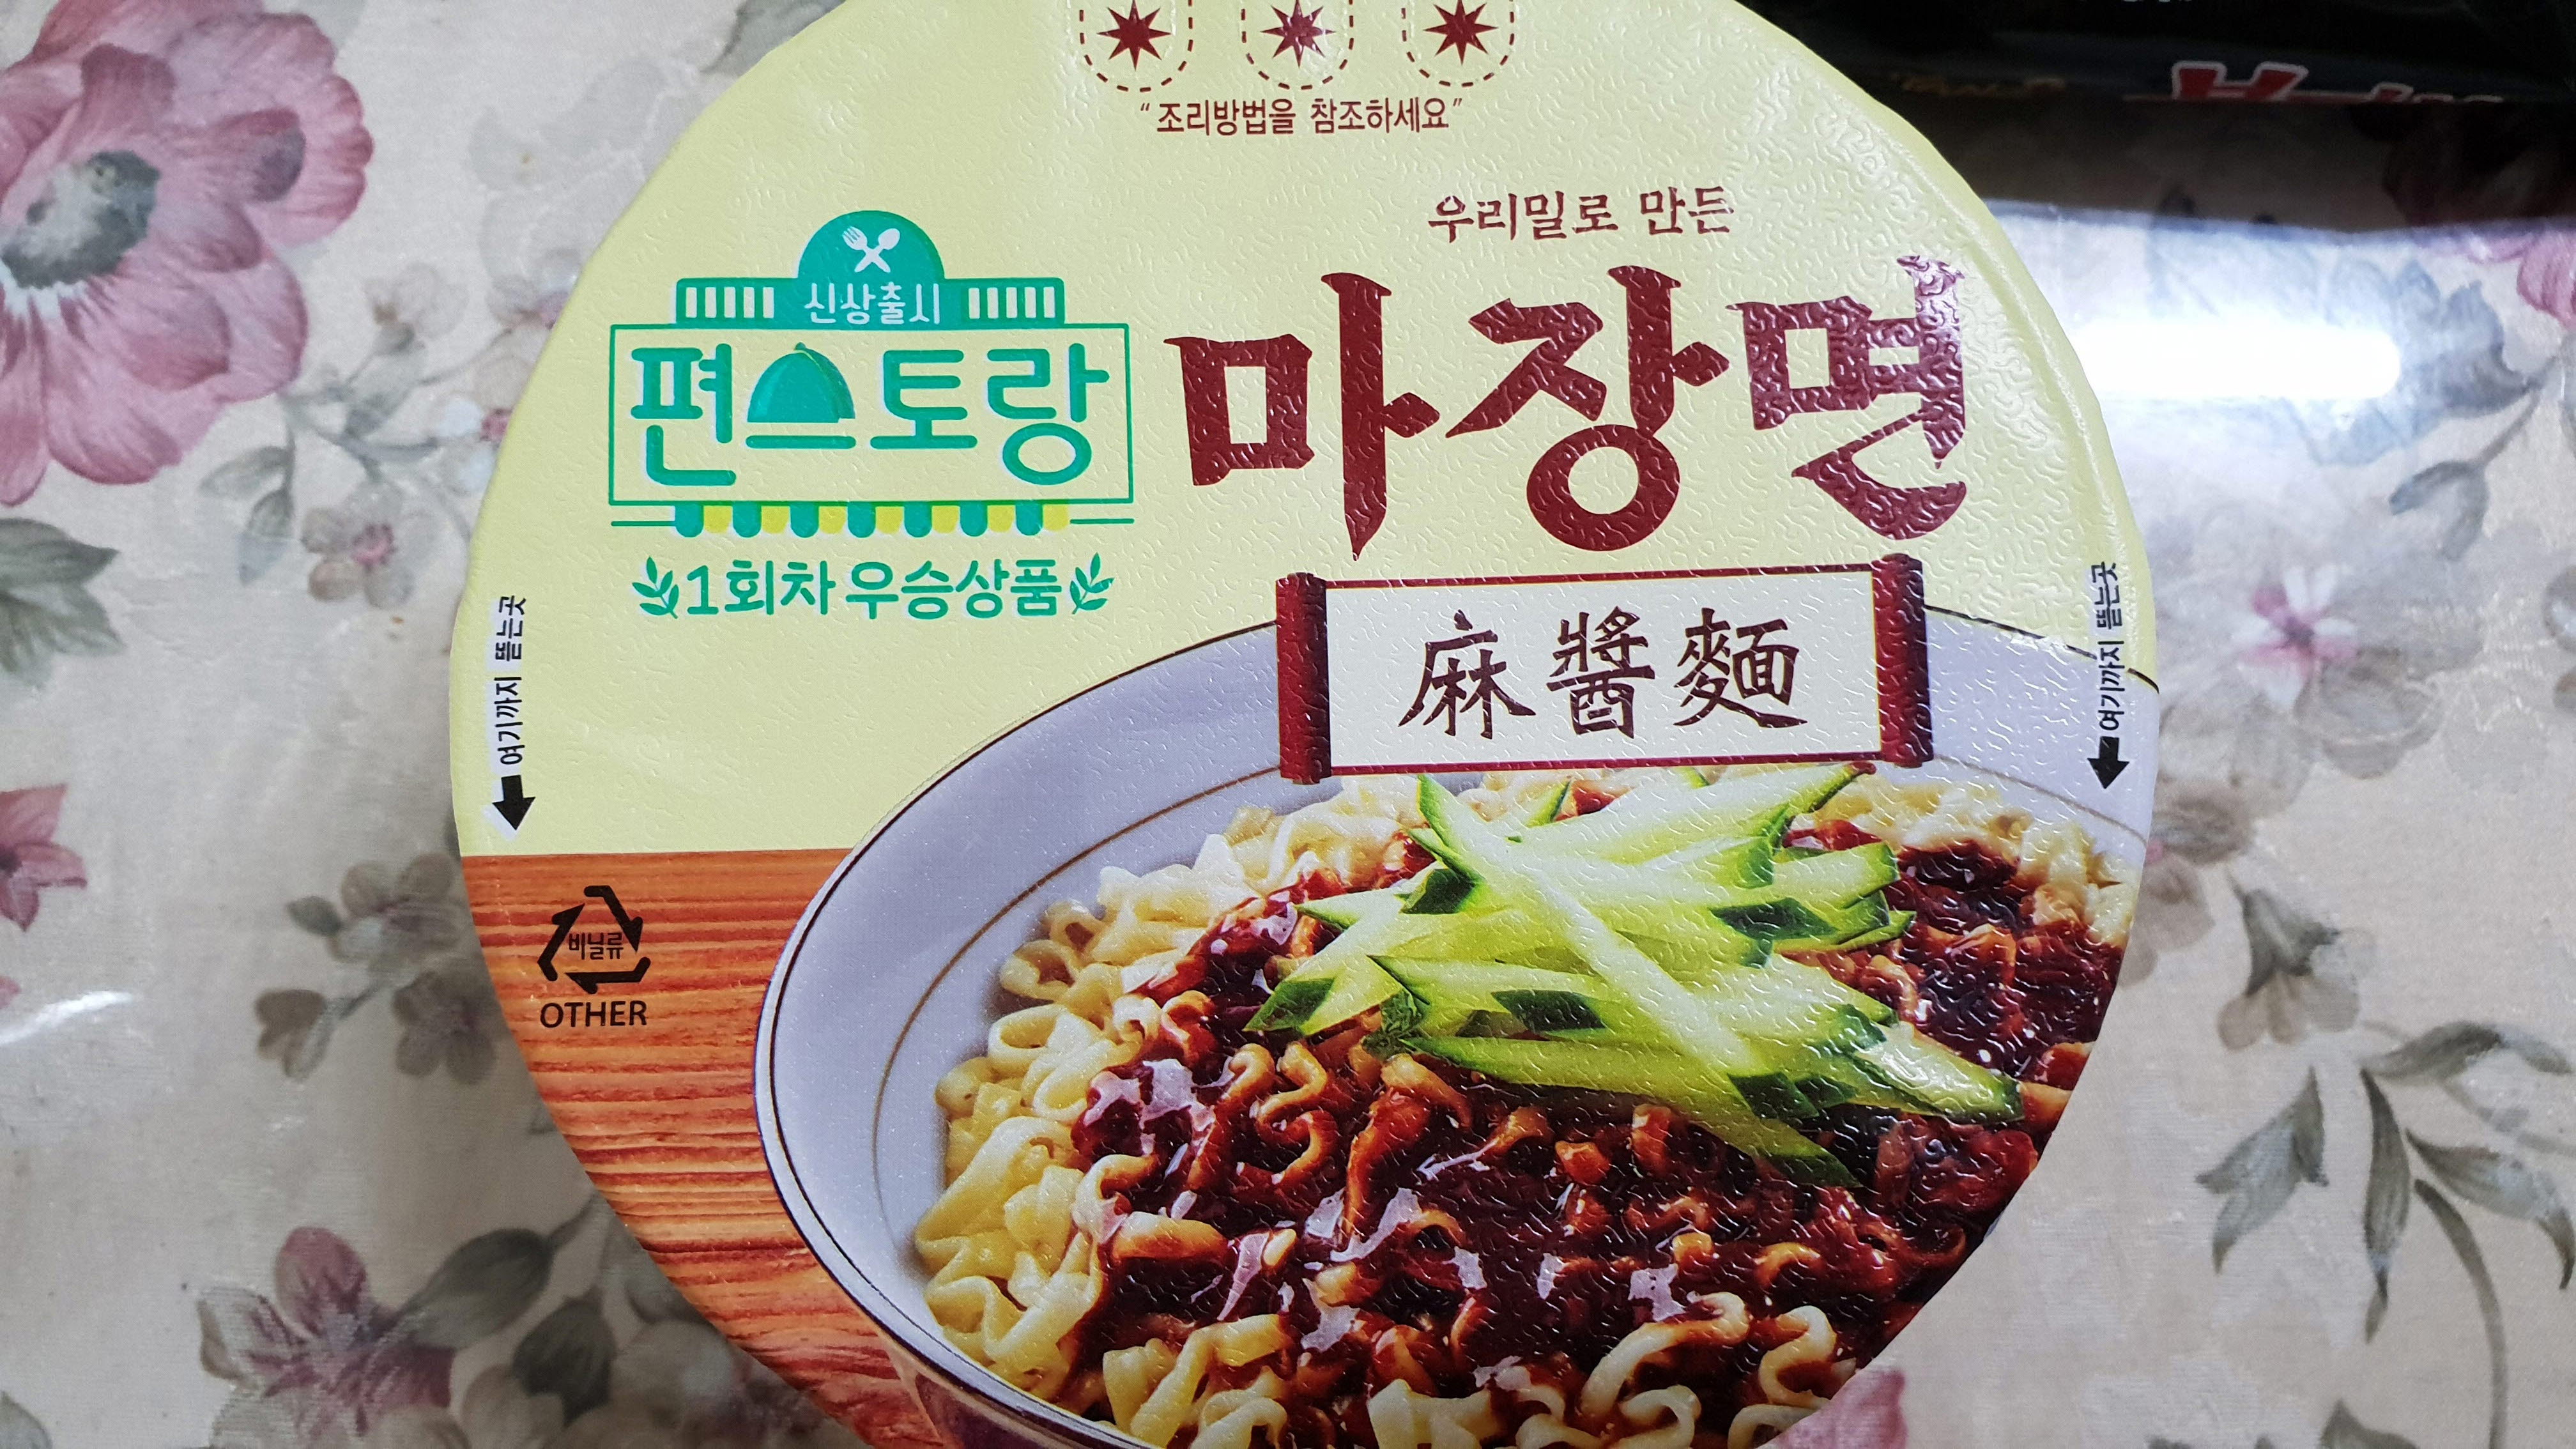 “조리방법을 참조하세요”
우리밀로 만든
마장면
麻醬麵
신상출시
편스토랑
1회차 우승상품
여기까지 뜯는곳
여기까지 뜯는곳
비닐류
OTHER